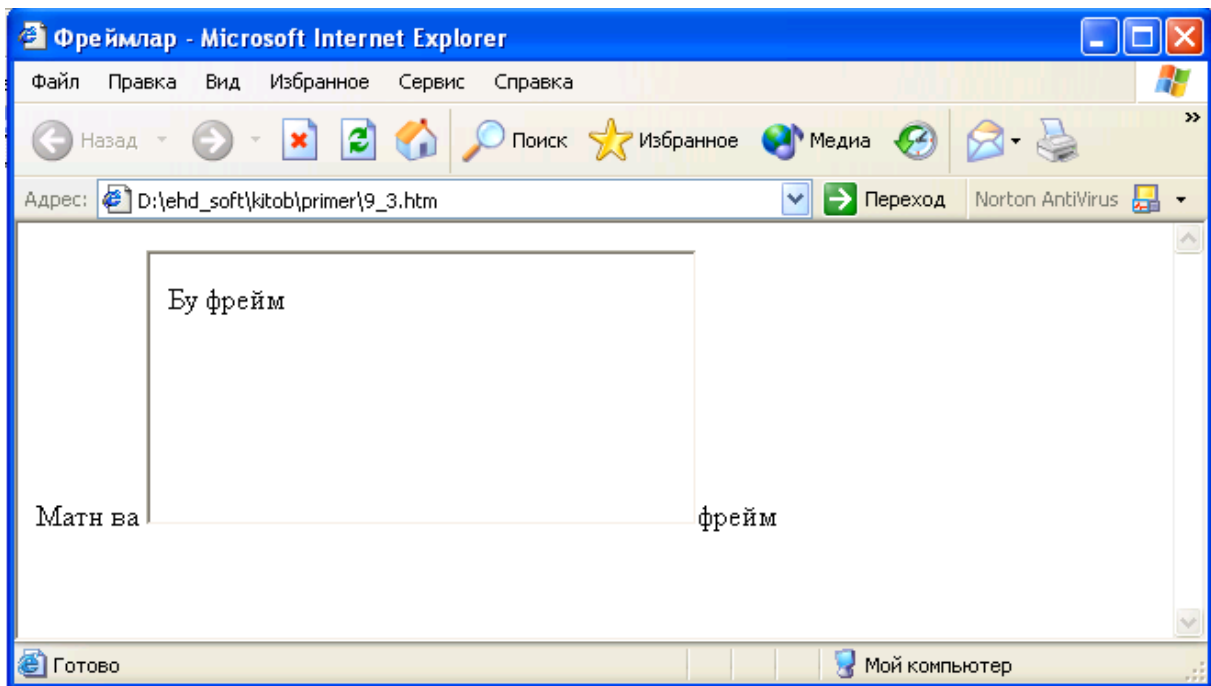 Фреймлар - Microsoft Internet Explorer
Файл Правка Вид Избранное Сервис Справка
Назад Поиск Избранное Медиа »
Адрес: D:\ehd_soft\kitob\primer\9_3.htm Переход Norton AntiVirus
Бу фрейм
Матн ва фрейм
Готово Мой компьютер